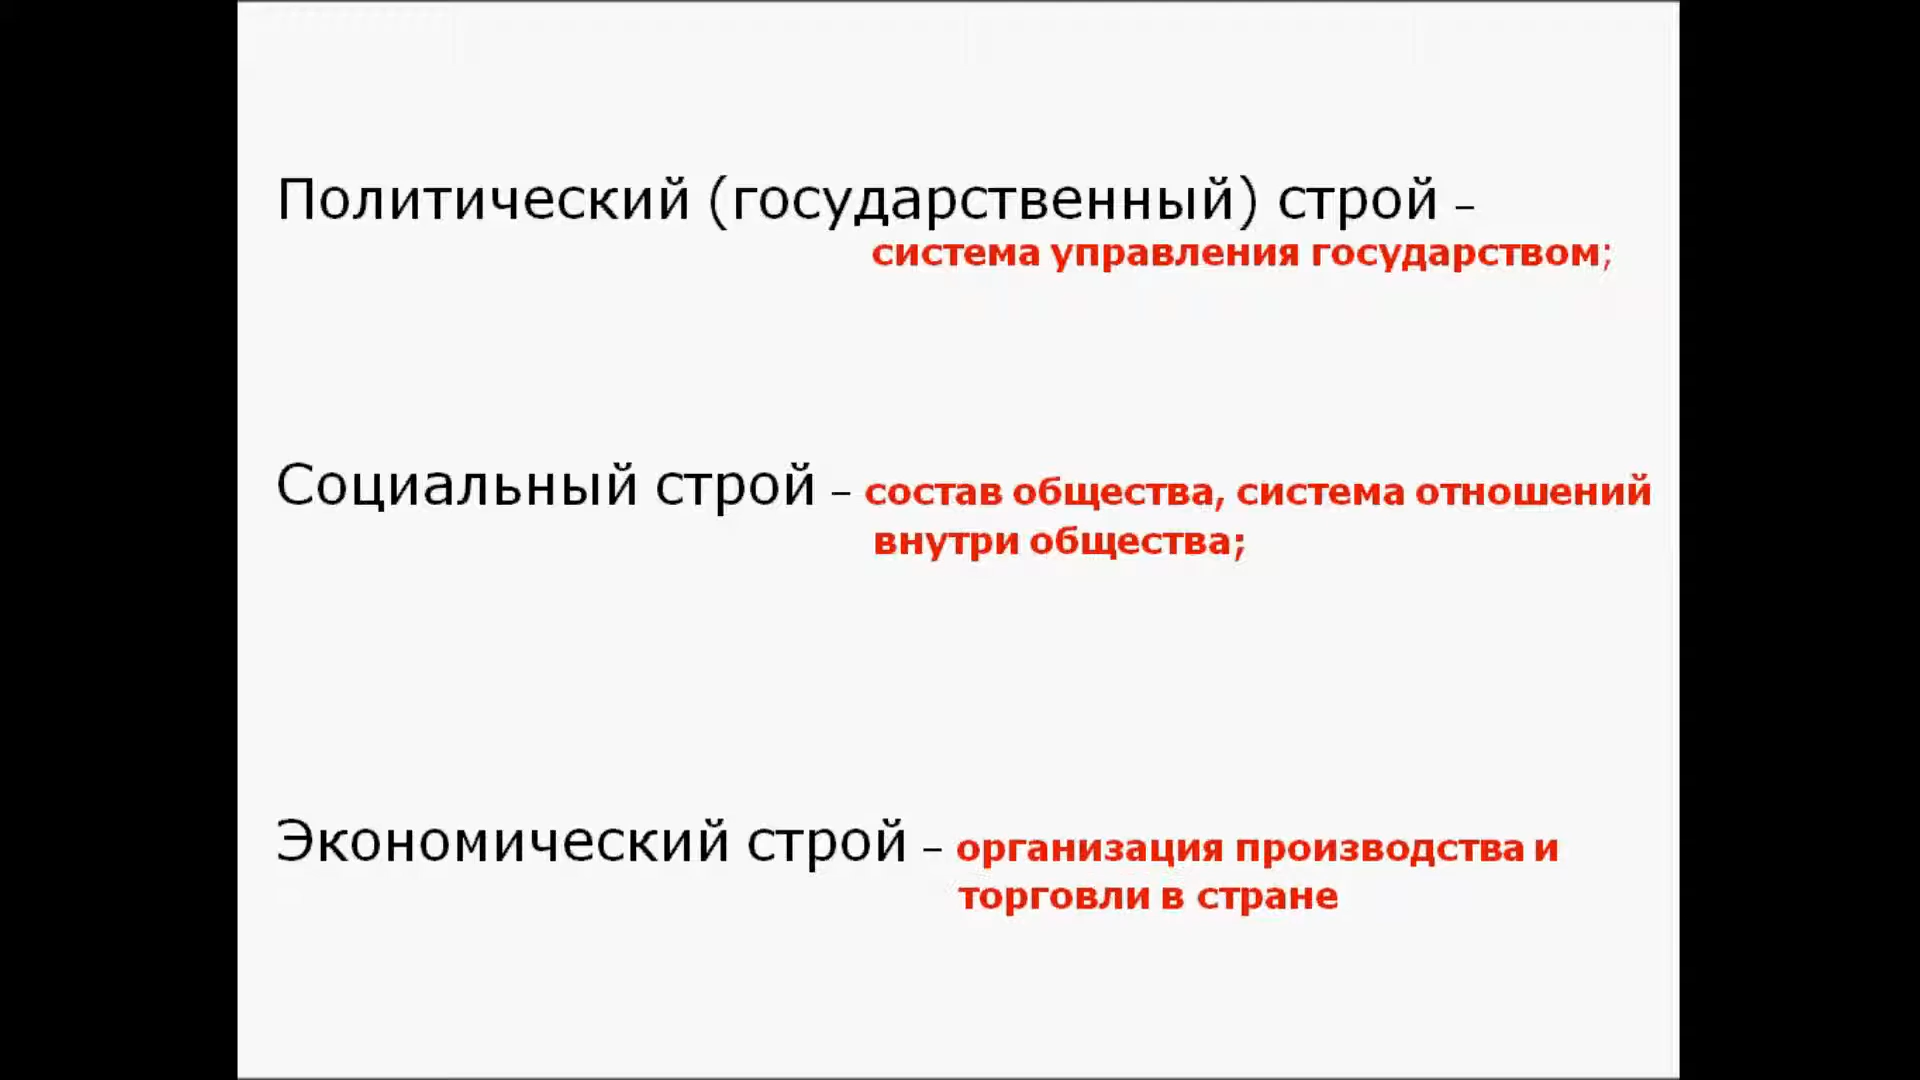 Политический (государственный) строй –
система управления государством;
Социальный строй – состав общества, система отношений
внутри общества;
Экономический строй – организация производства и
торговли в стране